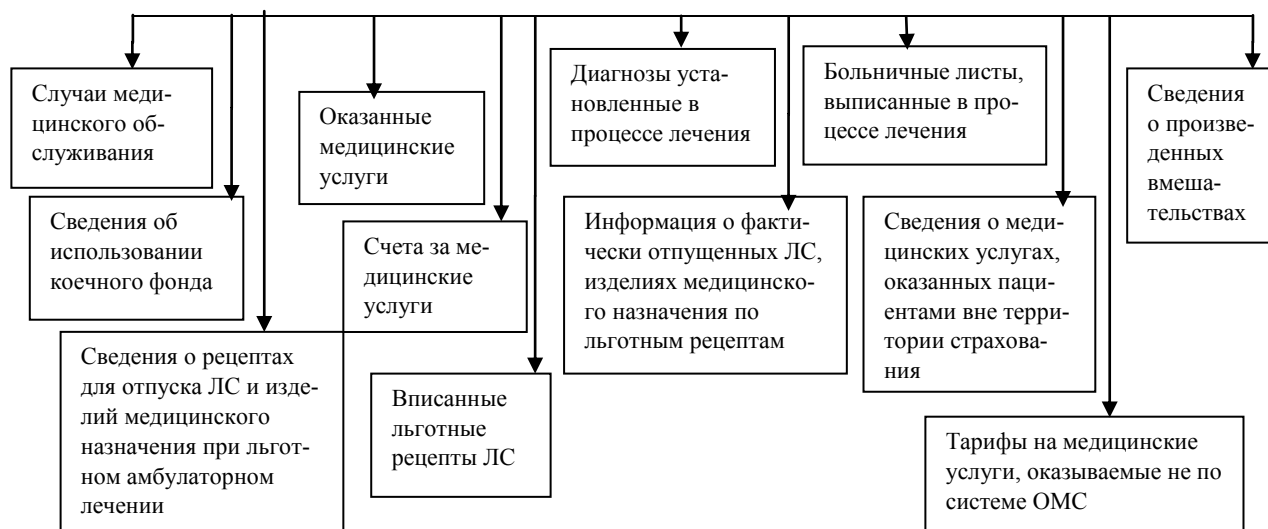 Случаи меди-
цинского об-
служивания
Оказанные
медицинские
услуги
Диагнозы уста-
новленные в
процессе лечения
Больничные листы,
выписанные в про-
цессе лечения
Сведения
о произве-
денных
вмеша-
тельствах
Сведения об
использовании
коечного фонда
Счета за ме-
дицинские
услуги
Информация о факти-
чески отпущенных ЛС,
изделиях медицинско-
го назначения по
льготным рецептам
Сведения о меди-
цинских услугах,
оказанных паци-
ентами вне терри-
тории страхова-
ния
Сведения о рецептах
для отпуска ЛС и изде-
лий медицинского
назначения при льгот-
ном амбулаторном
лечении
Вписанные
льготные
рецепты ЛС
Тарифы на медицинские
услуги, оказываемые не по
системе ОМС